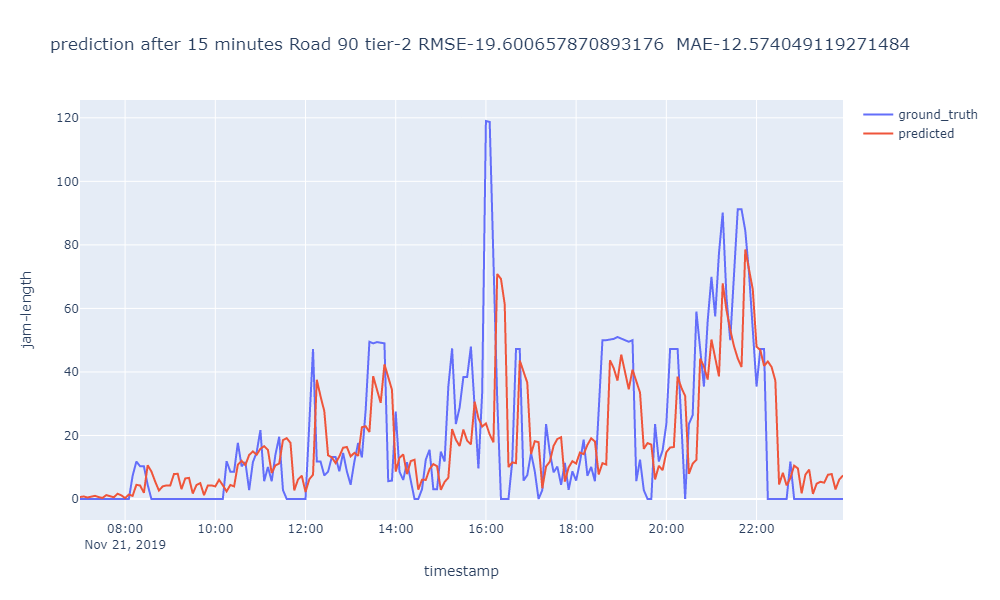 prediction after 15 minutes Road 90 tier-2 RMSE-19.600657870893176  MAE-12.574049119271484
ground_truth
predicted
120
100
80
60
40
20
0
jam-length
08:00 10:00 12:00 14:00 16:00 18:00 20:00 22:00
Nov 21, 2019
timestamp